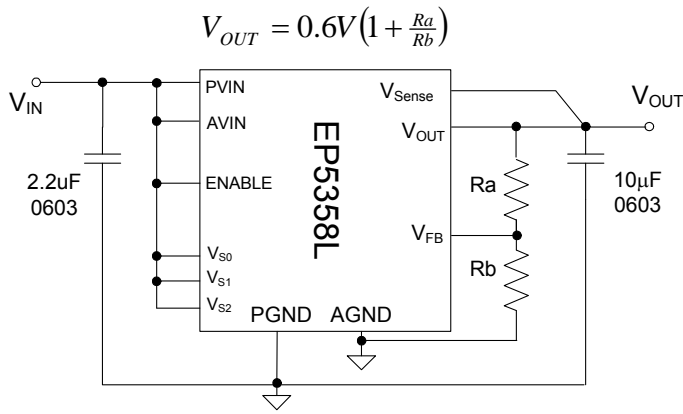 V_OUT = 0.6V(1 + Ra/Rb)
V_IN
PVIN
V_Sense
V_OUT
AVIN
V_OUT
EP5358L
2.2uF
0603
ENABLE
Ra
10µF
0603
V_FB
V_S0
Rb
V_S1
V_S2
PGND
AGND